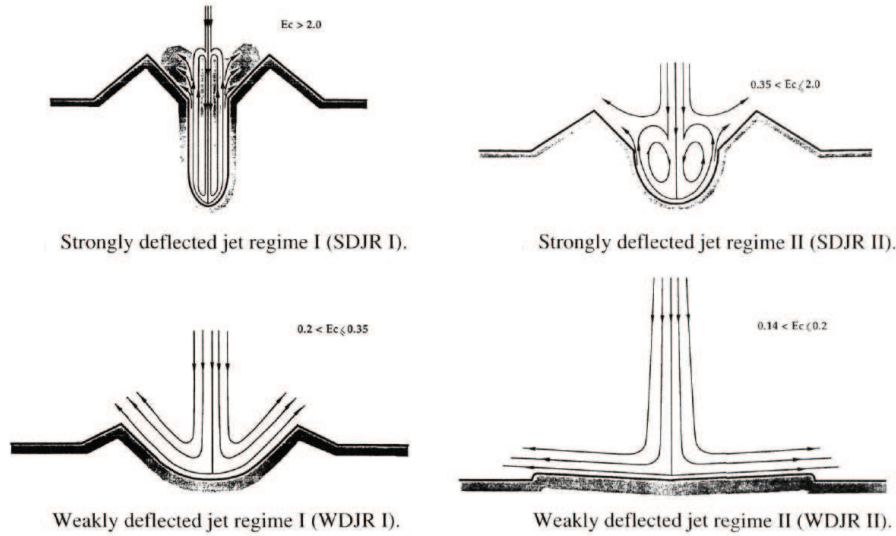 Ec > 2.0
0.35 < Ec ⩽ 2.0
Strongly deflected jet regime I (SDJR I).
Strongly deflected jet regime II (SDJR II).
0.2 < Ec ⩽ 0.35
0.14 < Ec ⩽ 0.2
Weakly deflected jet regime I (WDJR I).
Weakly deflected jet regime II (WDJR II).